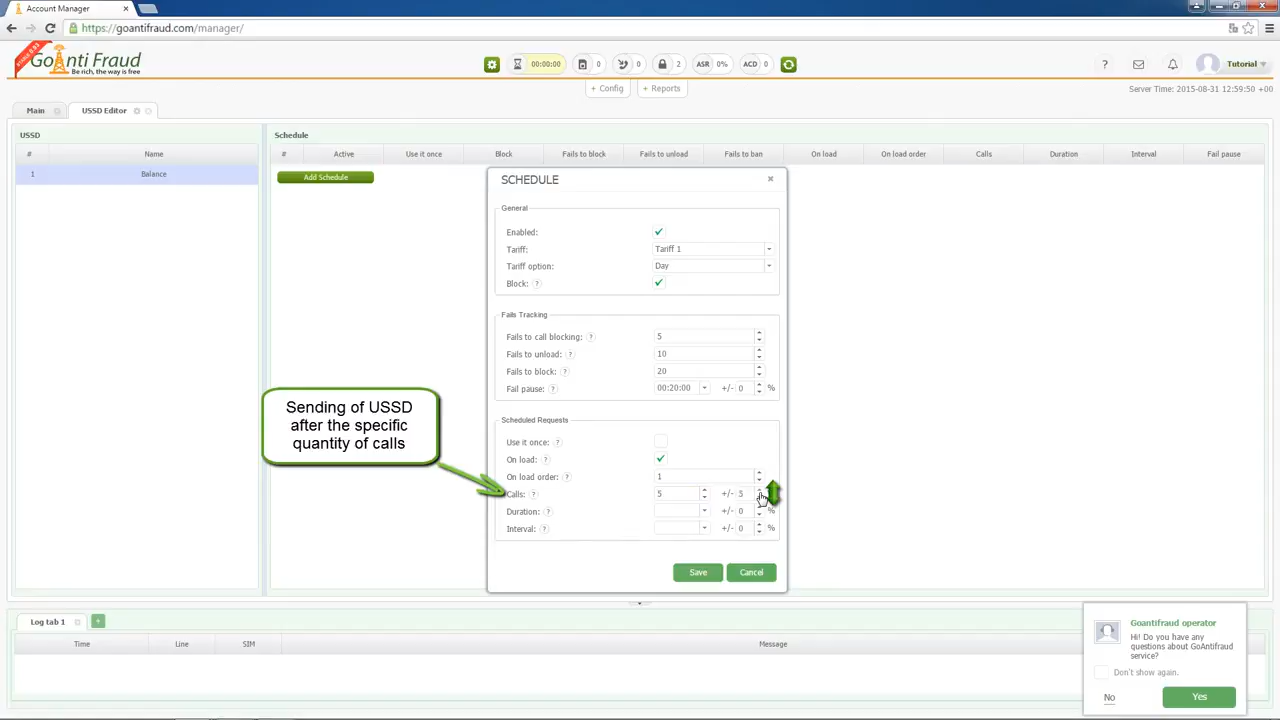 Account Manager
https://goantifraud.com/manager/
GoAnti Fraud
Be rich, the way is free
00:00:00
0
0
2
ASR 0%
ACD 0
?
Tutorial
+ Config
+ Reports
Server Time: 2015-08-31 12:59:50 +00
Main
USSD Editor
USSD
Schedule
#
Name
#
Active
Use it once
Block
Fails to block
Fails to unload
Fails to ban
On load
On load order
Calls
Duration
Interval
Fail pause
1
Balance
Add Schedule
SCHEDULE
General
Enabled:
Tariff:
Tariff 1
Tariff option:
Day
Block: ?
Fails Tracking
Fails to call blocking: ?
5
Fails to unload: ?
10
Fails to block: ?
20
Fail pause: ?
00:20:00
+/- 0 %
Scheduled Requests
Use it once: ?
On load: ?
On load order: ?
1
Calls: ?
5
+/- 3
Duration: ?
+/- 0 %
Interval: ?
+/- 0 %
Save
Cancel
Sending of USSD
after the specific
quantity of calls
Log tab 1
+
Time
Line
SIM
Message
Goantifraud operator
Hi! Do you have any
questions about GoAntifraud
service?
Don't show again.
No
Yes